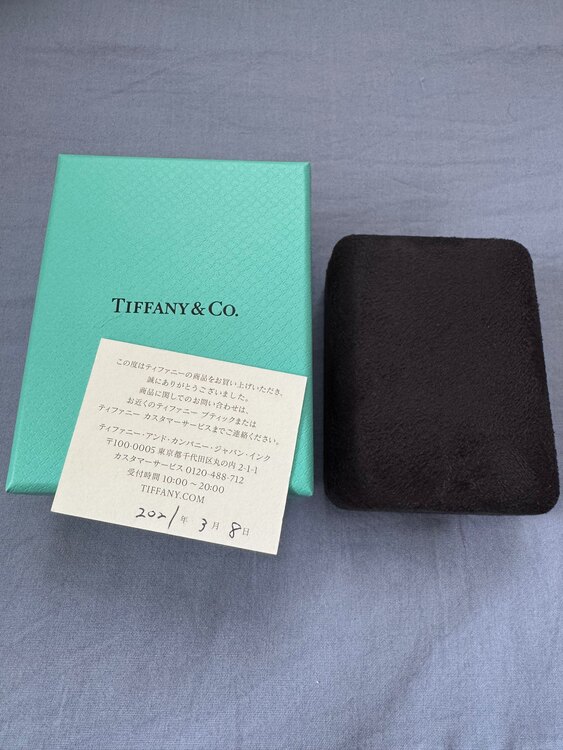 TIFFANY & CO.
この度はティファニーの商品をお買い上げいただき、
誠にありがとうございました。
商品に関してのお問い合わせは、
お近くのティファニー ブティックまたは
ティファニー カスタマーサービスまでご連絡ください。
ティファニー・アンド・カンパニー・ジャパン・インク
〒100-0005 東京都千代田区丸の内 2-1-1
カスタマーサービス 0120-488-712
受付時間 10:00～20:00
TIFFANY.COM
2021年 3月 8日